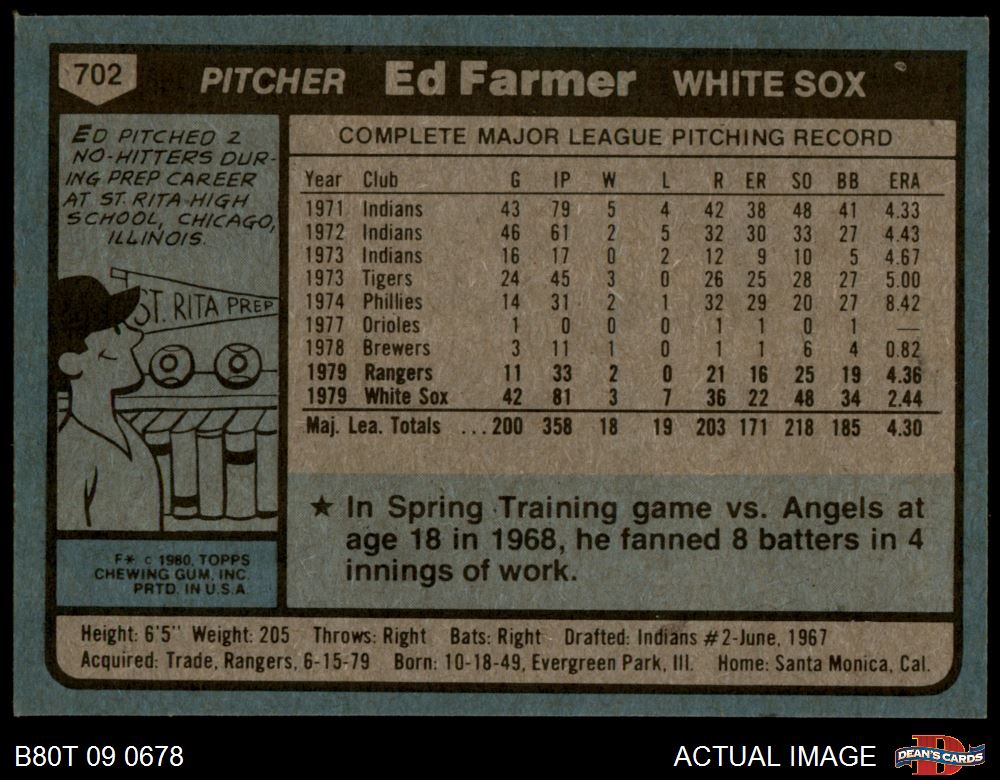 702 PITCHER Ed Farmer WHITE SOX
ED PITCHED 2
NO-HITTERS DUR-
ING PREP CAREER
AT ST. RITA HIGH
SCHOOL, CHICAGO,
ILLINOIS.
ST. RITA PREP
F* © 1980, TOPPS
CHEWING GUM, INC.
PRTD. IN U.S.A.
COMPLETE MAJOR LEAGUE PITCHING RECORD
Year Club G IP W L R ER SO BB ERA
1971 Indians 43 79 5 4 42 38 48 41 4.33
1972 Indians 46 61 2 5 32 30 33 27 4.43
1973 Indians 16 17 0 2 12 9 10 5 4.67
1973 Tigers 24 45 3 0 26 25 28 27 5.00
1974 Phillies 14 31 2 1 32 29 20 27 8.42
1977 Orioles 1 0 0 0 1 1 0 1 —
1978 Brewers 3 11 1 0 1 1 6 4 0.82
1979 Rangers 11 33 2 0 21 16 25 19 4.36
1979 White Sox 42 81 3 7 36 22 48 34 2.44
Maj. Lea. Totals ...200 358 18 19 203 171 218 185 4.30
★ In Spring Training game vs. Angels at
age 18 in 1968, he fanned 8 batters in 4
innings of work.
Height: 6'5" Weight: 205 Throws: Right Bats: Right Drafted: Indians #2-June, 1967
Acquired: Trade, Rangers, 6-15-79 Born: 10-18-49, Evergreen Park, Ill. Home: Santa Monica, Cal.
B80T 09 0678
ACTUAL IMAGE
DEAN'S CARDS